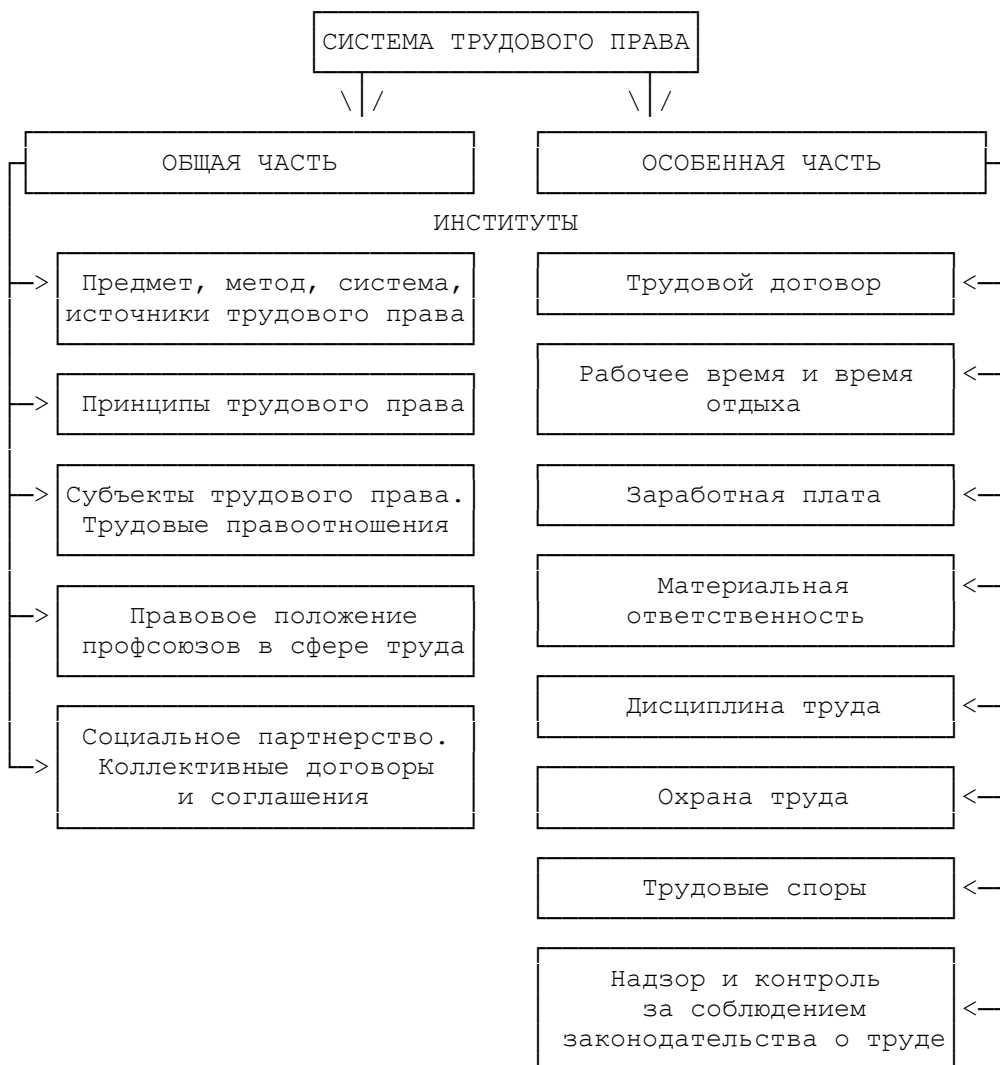 СИСТЕМА ТРУДОВОГО ПРАВА
ОБЩАЯ ЧАСТЬ
ОСОБЕННАЯ ЧАСТЬ
ИНСТИТУТЫ
Предмет, метод, система,
источники трудового права
Принципы трудового права
Субъекты трудового права.
Трудовые правоотношения
Правовое положение
профсоюзов в сфере труда
Социальное партнерство.
Коллективные договоры
и соглашения
Трудовой договор
Рабочее время и время
отдыха
Заработная плата
Материальная
ответственность
Дисциплина труда
Охрана труда
Трудовые споры
Надзор и контроль
за соблюдением
законодательства о труде